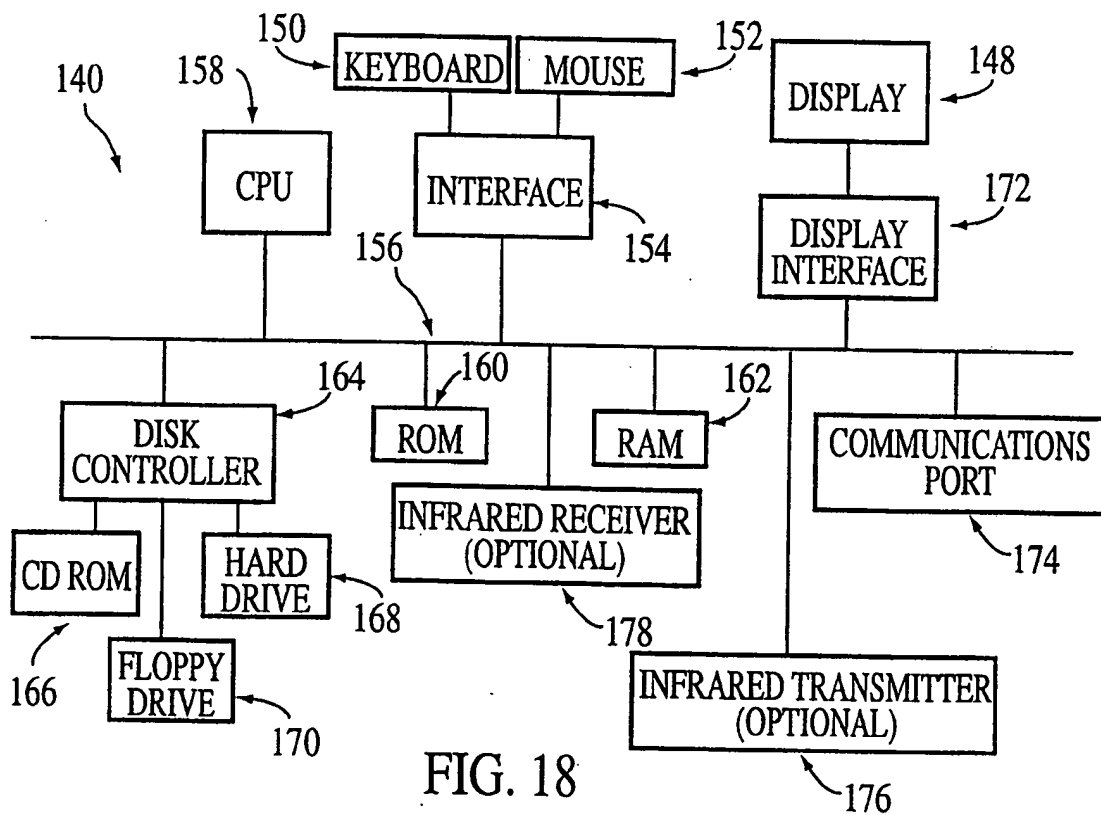 150
KEYBOARD
MOUSE
152
158
140
CPU
INTERFACE
154
DISPLAY
148
172
DISPLAY
INTERFACE
156
164
DISK
CONTROLLER
160
ROM
162
RAM
COMMUNICATIONS
PORT
174
INFRARED RECEIVER
(OPTIONAL)
178
CD ROM
166
HARD
DRIVE
168
FLOPPY
DRIVE
170
INFRARED TRANSMITTER
(OPTIONAL)
176
FIG. 18